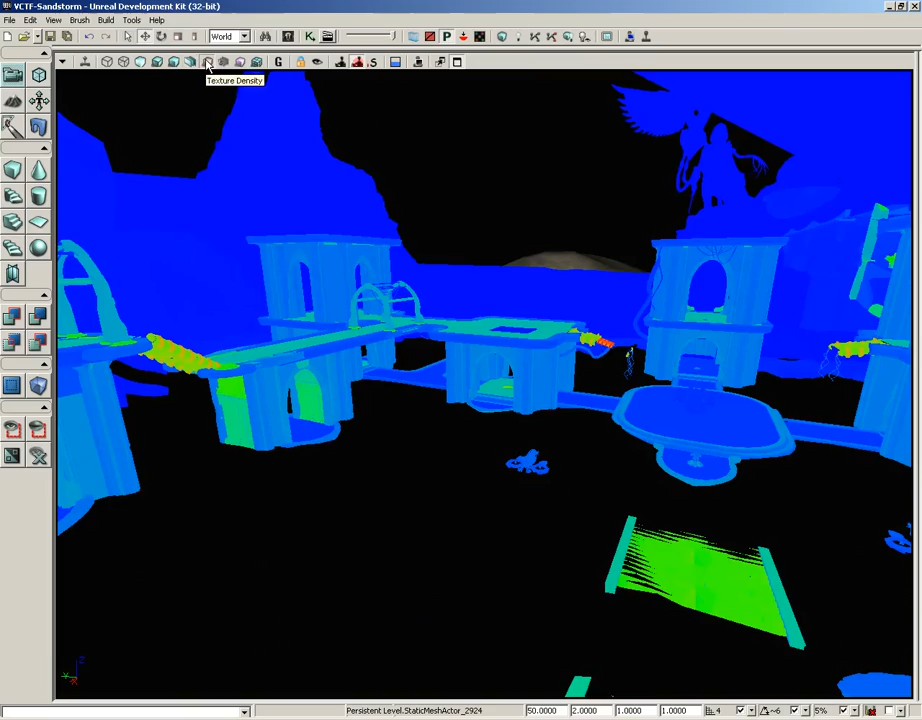 VCTF-Sandstorm - Unreal Development Kit (32-bit)
File Edit View Brush Build Tools Help
World
P
G
S
Texture Density
Z
Persistent Level.StaticMeshActor_2924
50.0000
2.0000
1.0000
1.0000
4
~6
5%